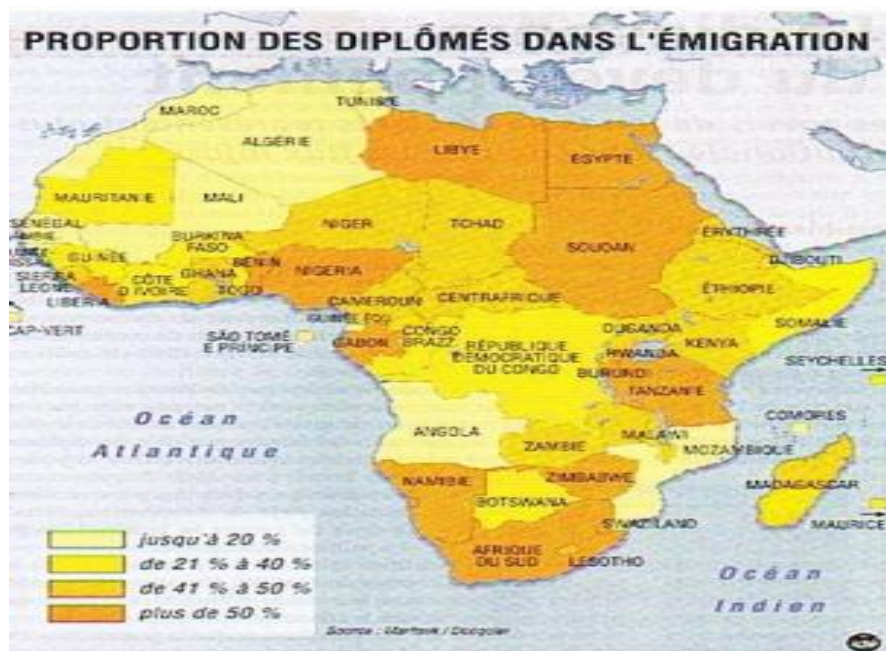 PROPORTION DES DIPLÔMÉS DANS L'ÉMIGRATION
MAROC
TUNISIE
ALGÉRIE
LIBYE
ÉGYPTE
MAURITANIE
MALI
NIGER
TCHAD
SOUDAN
ÉRYTHRÉE
DJIBOUTI
SÉNÉGAL
BURKINA
FASO
GUINÉE
BÉNIN
NIGERIA
SIERRA
LEONE
CÔTE
D'IVOIRE
GHANA
TOGO
LIBERIA
CAMEROUN
CENTRAFRIQUE
ÉTHIOPIE
SOMALIE
CAP-VERT
SÃO TOMÉ
E PRINCIPE
GABON
CONGO
BRAZZ.
RÉPUBLIQUE
DÉMOCRATIQUE
DU CONGO
OUGANDA
KENYA
RWANDA
BURUNDI
TANZANIE
SEYCHELLES
COMORES
Océan
Atlantique
ANGOLA
ZAMBIE
MALAWI
MOZAMBIQUE
MADAGASCAR
MAURICE
NAMIBIE
ZIMBABWE
BOTSWANA
SWAZILAND
AFRIQUE
DU SUD
LESOTHO
Océan
Indien
jusqu'à 20 %
de 21 % à 40 %
de 41 % à 50 %
plus de 50 %
Source : Marfouk / Docquier